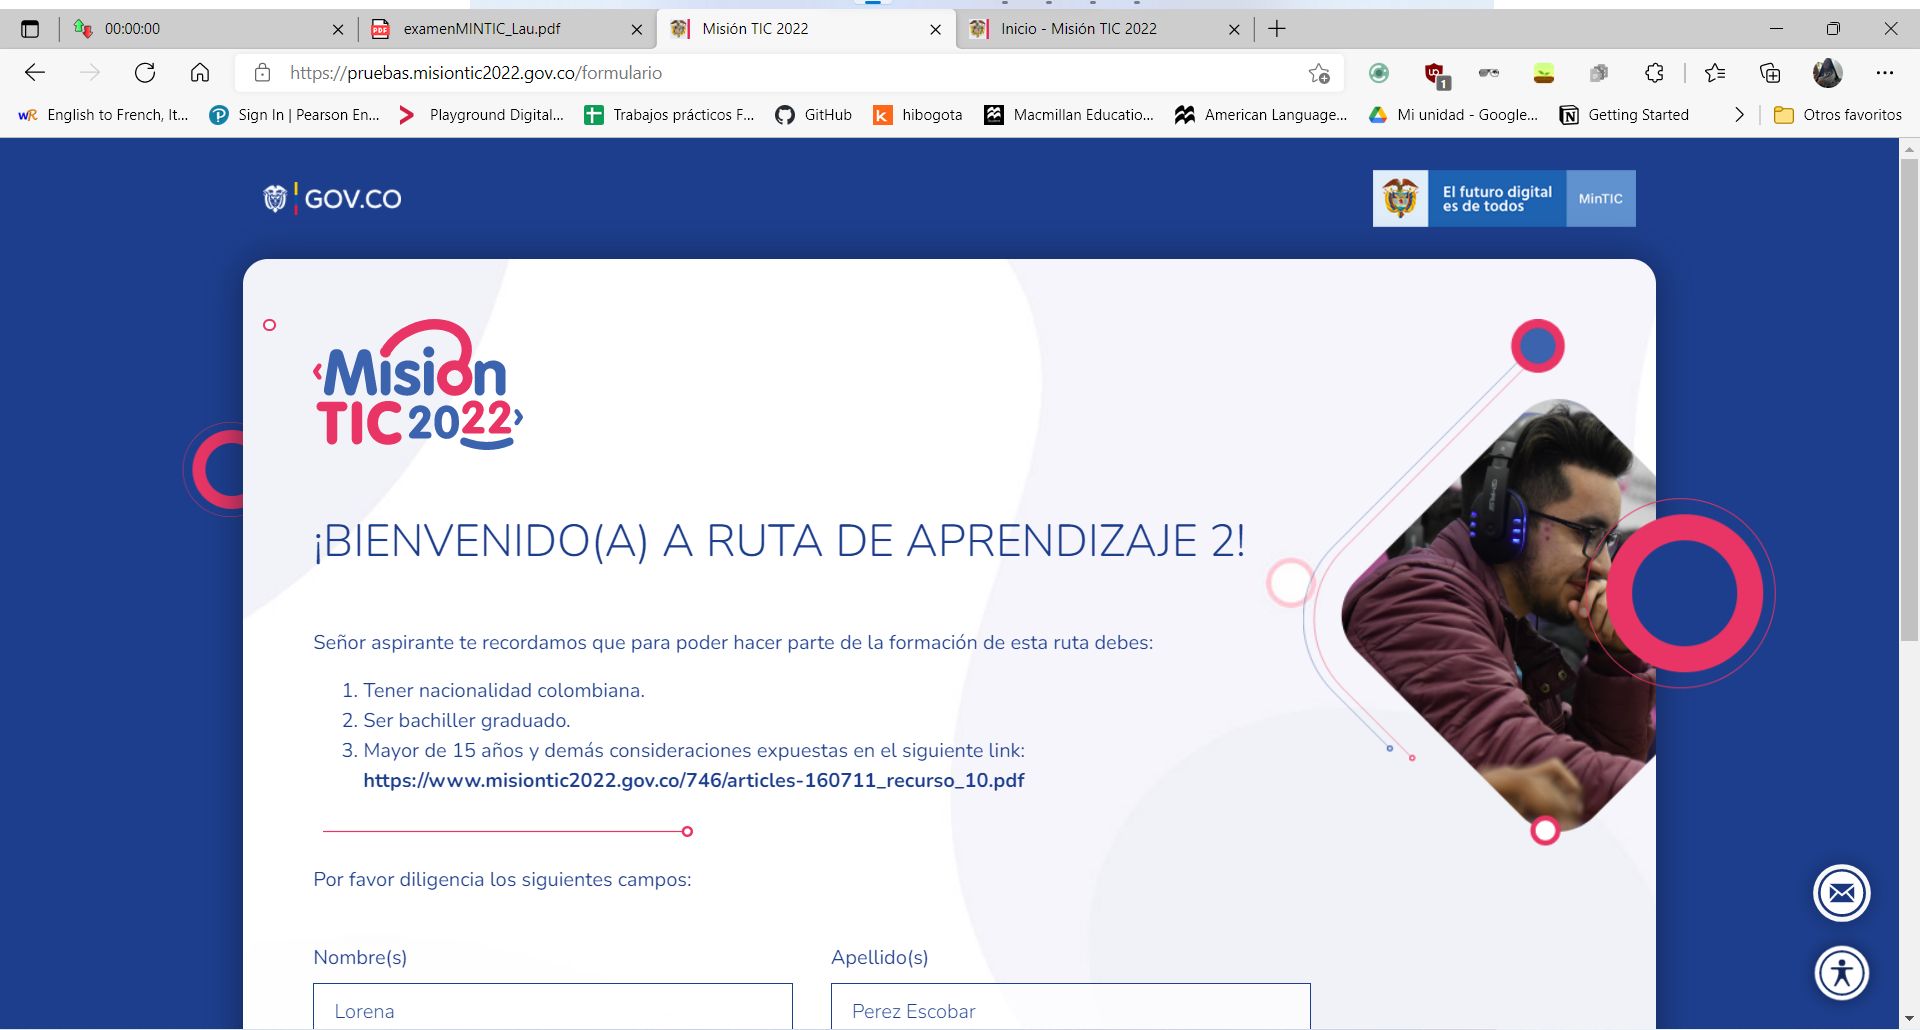 00:00:00
examenMINTIC_Lau.pdf
Misión TIC 2022
Inicio - Misión TIC 2022
https://pruebas.misiontic2022.gov.co/formulario
1
English to French, It...
Sign In | Pearson En...
Playground Digital...
Trabajos prácticos F...
GitHub
hibogota
Macmillan Educatio...
American Language...
Mi unidad - Google...
Getting Started
Otros favoritos
GOV.CO
El futuro digital
es de todos
MinTIC
Misión
TIC 2022
¡BIENVENIDO(A) A RUTA DE APRENDIZAJE 2!
Señor aspirante te recordamos que para poder hacer parte de la formación de esta ruta debes:
1. Tener nacionalidad colombiana.
2. Ser bachiller graduado.
3. Mayor de 15 años y demás consideraciones expuestas en el siguiente link:
https://www.misiontic2022.gov.co/746/articles-160711_recurso_10.pdf
Por favor diligencia los siguientes campos:
Nombre(s)
Apellido(s)
Lorena
Perez Escobar